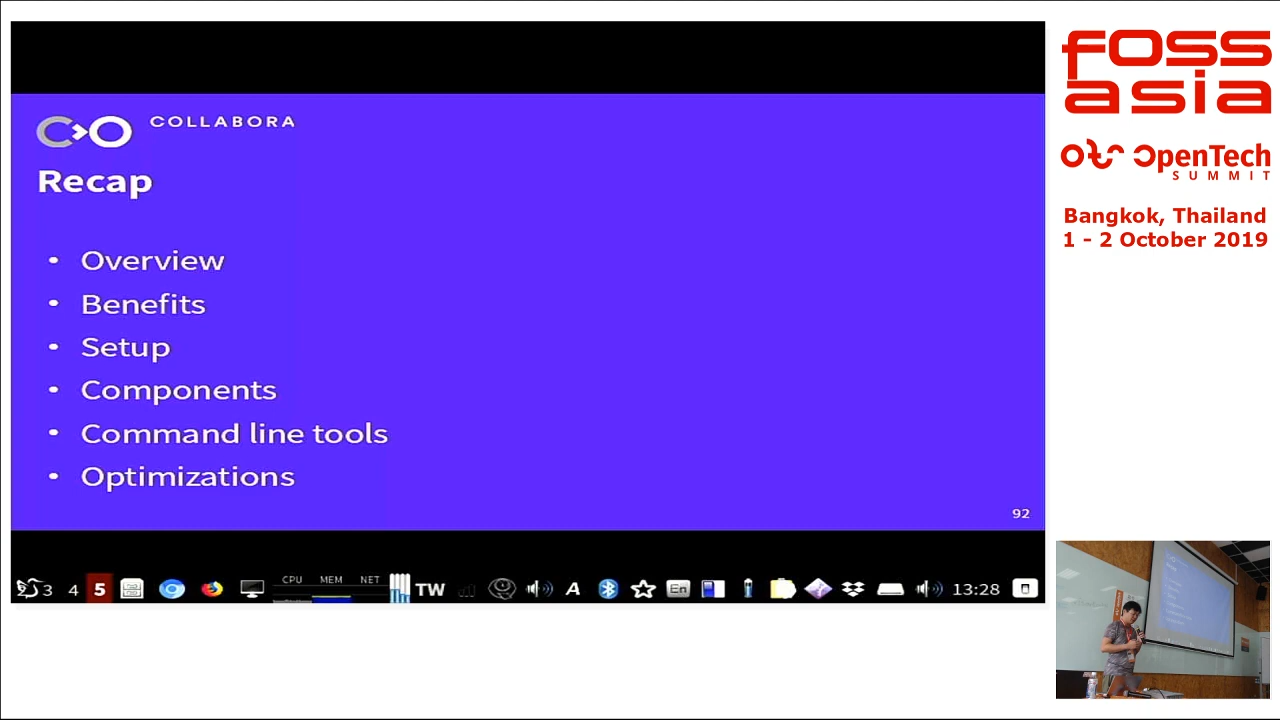 COLLABORA
Recap
• Overview
• Benefits
• Setup
• Components
• Command line tools
• Optimizations
92
3 4 5 CPU MEM NET TW A En 13:28
FOSS
asia
OpenTech
SUMMIT
Bangkok, Thailand
1 - 2 October 2019